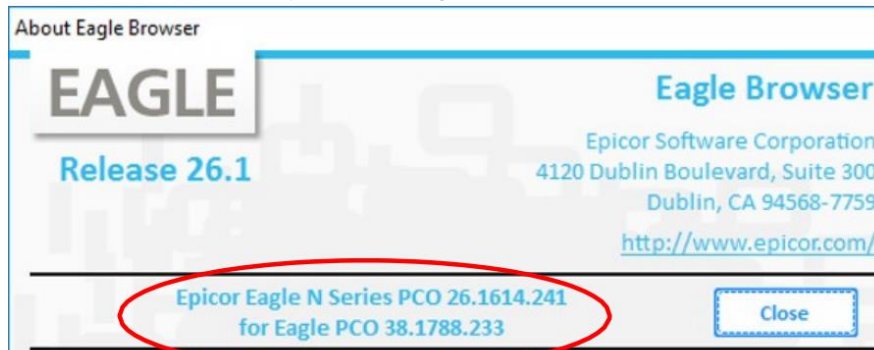 About Eagle Browser
EAGLE
Eagle Browser
Release 26.1
Epicor Software Corporation
4120 Dublin Boulevard, Suite 300
Dublin, CA 94568-7759
http://www.epicor.com/
Epicor Eagle N Series PCO 26.1614.241
for Eagle PCO 38.1788.233
Close